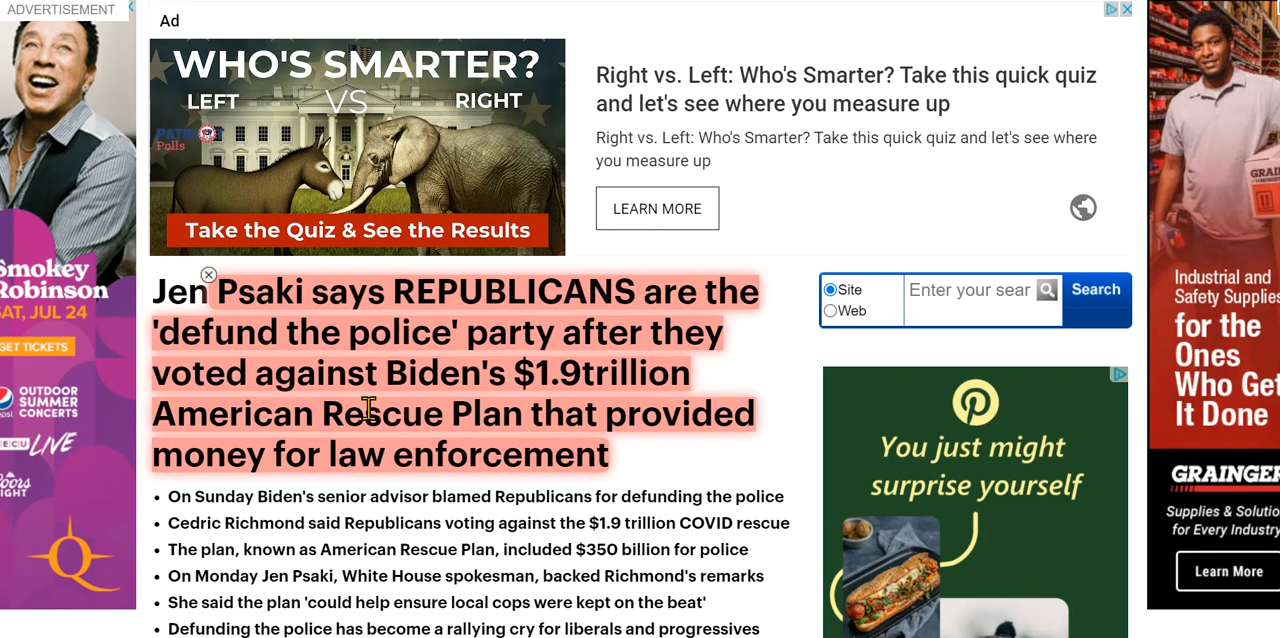 ADVERTISEMENT
Smokey
Robinson
SAT, JUL 24
GET TICKETS
OUTDOOR
SUMMER
CONCERTS
ECU LIVE
Coors
LIGHT
Ad
WHO'S SMARTER?
LEFT VS RIGHT
PATRIOT
Polls
Take the Quiz & See the Results
Right vs. Left: Who's Smarter? Take this quick quiz
and let's see where you measure up
Right vs. Left: Who's Smarter? Take this quick quiz and let's see where
you measure up
LEARN MORE
Jen Psaki says REPUBLICANS are the
'defund the police' party after they
voted against Biden's $1.9trillion
American Rescue Plan that provided
money for law enforcement
• On Sunday Biden's senior advisor blamed Republicans for defunding the police
• Cedric Richmond said Republicans voting against the $1.9 trillion COVID rescue
• The plan, known as American Rescue Plan, included $350 billion for police
• On Monday Jen Psaki, White House spokesman, backed Richmond's remarks
• She said the plan 'could help ensure local cops were kept on the beat'
• Defunding the police has become a rallying cry for liberals and progressives
Site
Web
Enter your sear
Search
You just might
surprise yourself
GRAI
Industrial and
Safety Supplies
for the
Ones
Who Get
It Done
GRAINGER
Supplies & Solutio
for Every Industry
Learn More